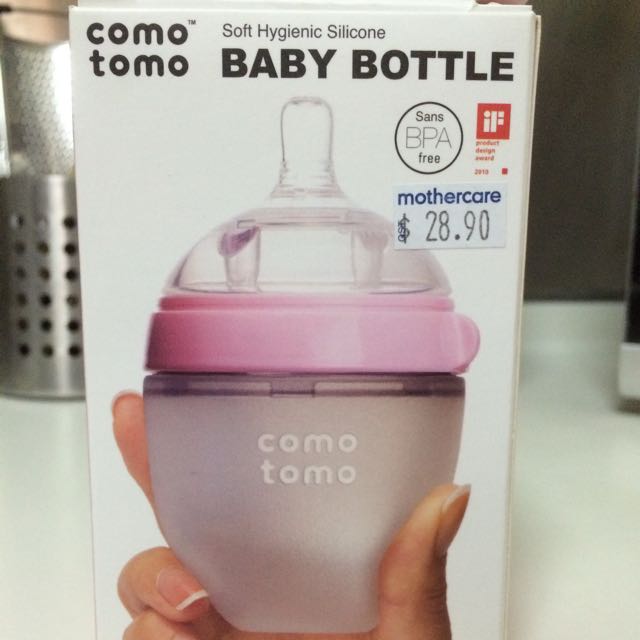 como™
tomo
Soft Hygienic Silicone
BABY BOTTLE
Sans
BPA
free
iF
product
design
award
2010
mothercare
28.90
como
tomo